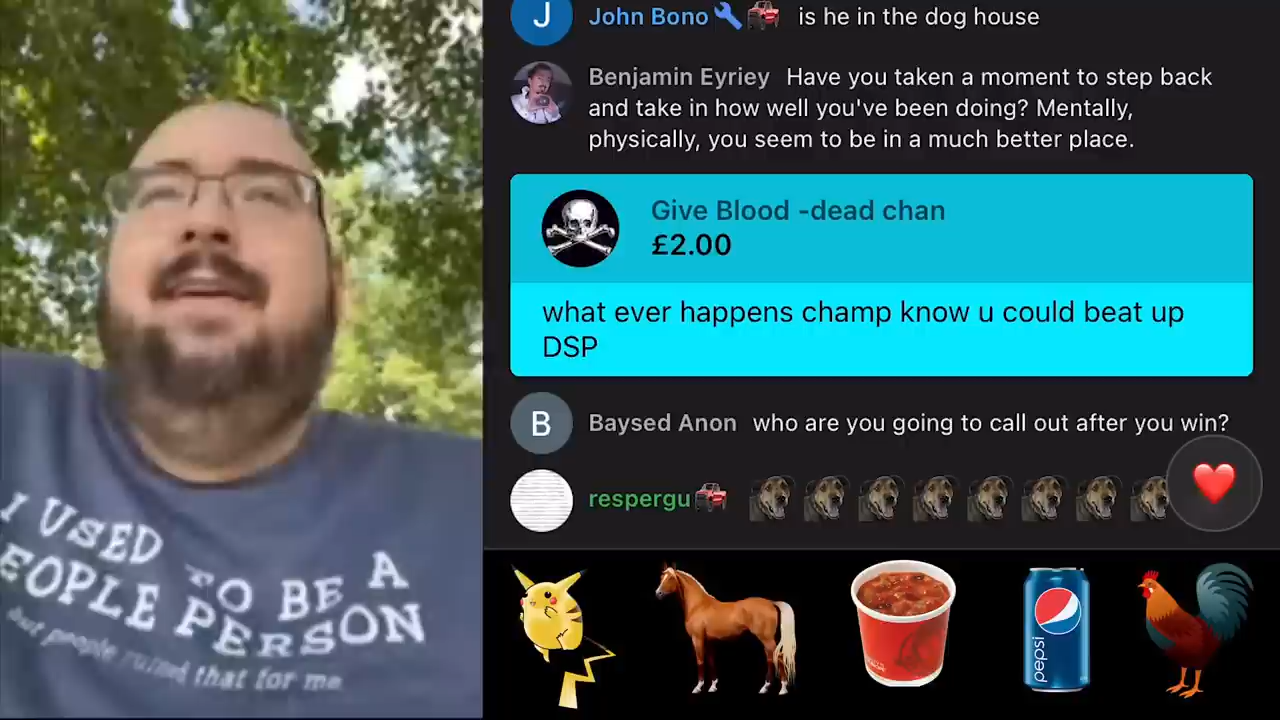 John Bono is he in the dog house
Benjamin Eyriey Have you taken a moment to step back
and take in how well you've been doing? Mentally,
physically, you seem to be in a much better place.
Give Blood -dead chan
£2.00
what ever happens champ know u could beat up
DSP
Baysed Anon who are you going to call out after you win?
respergu
J
B
I USED TO BE A
PEOPLE PERSON
but people ruined that for me
pepsi